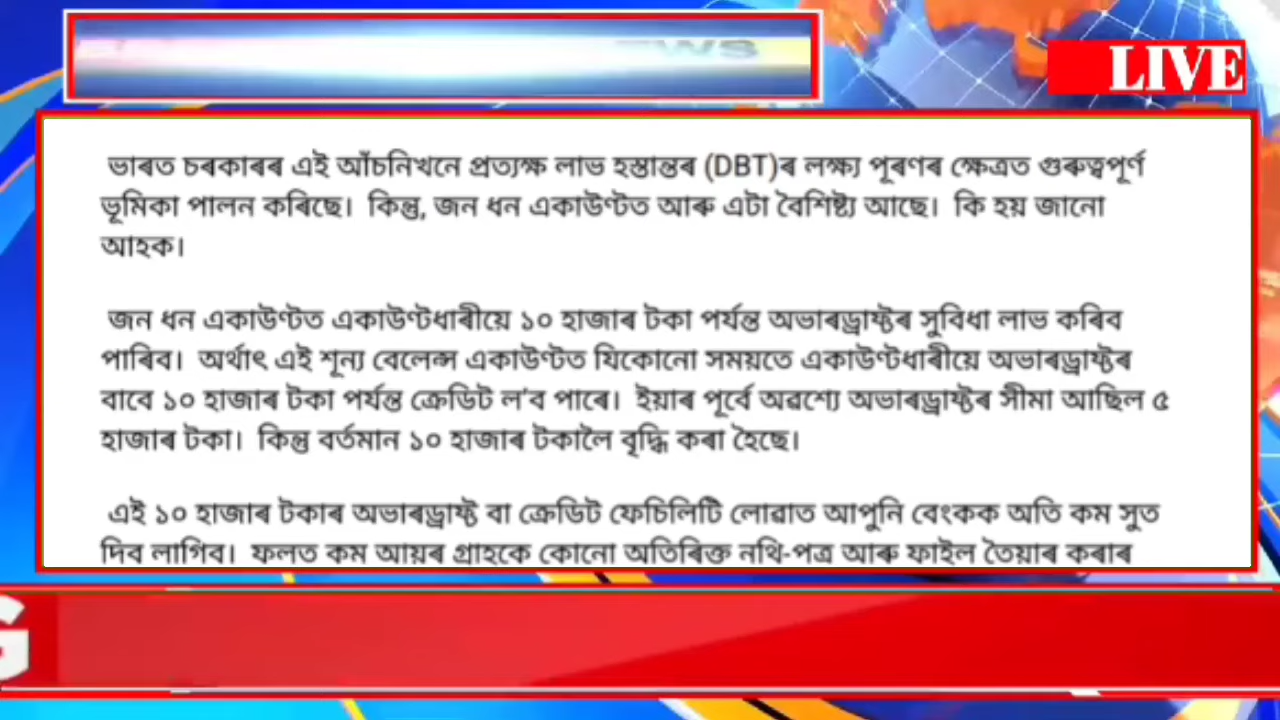 LIVE
ভাৰত চৰকাৰৰ এই আঁচনিখনে প্ৰত্যক্ষ লাভ হস্তান্তৰ (DBT)ৰ লক্ষ্য পূৰণৰ ক্ষেত্ৰত গুৰুত্বপূৰ্ণ
ভূমিকা পালন কৰিছে। কিন্তু, জন ধন একাউণ্টত আৰু এটা বৈশিষ্ট্য আছে। কি হয় জানো
আহক।
জন ধন একাউণ্টত একাউণ্টধাৰীয়ে ১০ হাজাৰ টকা পৰ্যন্ত অভাৰড্ৰাফ্টৰ সুবিধা লাভ কৰিব
পাৰিব। অৰ্থাৎ এই শূন্য বেলেন্স একাউণ্টত যিকোনো সময়তে একাউণ্টধাৰীয়ে অভাৰড্ৰাফ্টৰ
বাবে ১০ হাজাৰ টকা পৰ্যন্ত ক্ৰেডিট ল'ব পাৰে। ইয়াৰ পূৰ্বে অৱশ্যে অভাৰড্ৰাফ্টৰ সীমা আছিল ৫
হাজাৰ টকা। কিন্তু বৰ্তমান ১০ হাজাৰ টকালৈ বৃদ্ধি কৰা হৈছে।
এই ১০ হাজাৰ টকাৰ অভাৰড্ৰাফ্ট বা ক্ৰেডিট ফেচিলিটি লোৱাত আপুনি বেংকক অতি কম সুত
দিব লাগিব। ফলত কম আয়ৰ গ্ৰাহকে কোনো অতিৰিক্ত নথি-পত্ৰ আৰু ফাইল তৈয়াৰ কৰাৰ
G